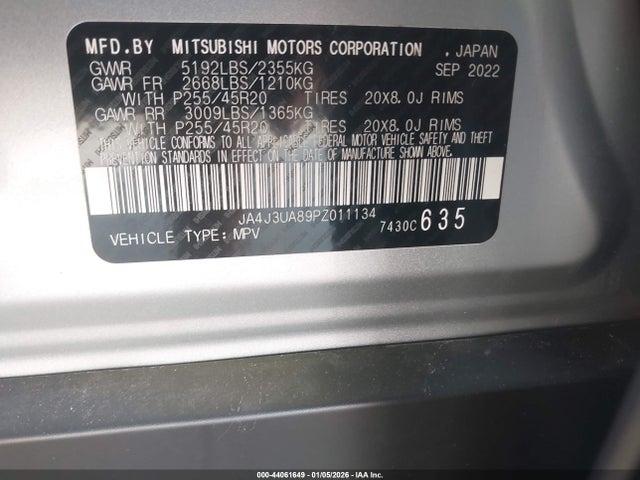 MFD.BY MITSUBISHI MOTORS CORPORATION .JAPAN
GVWR 5192LBS/2355KG SEP 2022
GAWR FR 2668LBS/1210KG
WITH P255/45R20 TIRES 20X8.0J RIMS
GAWR RR 3009LBS/1365KG
WITH P255/45R20 TIRES 20X8.0J RIMS
THIS VEHICLE CONFORMS TO ALL APPLICABLE FEDERAL MOTOR VEHICLE SAFETY AND THEFT
PREVENTION STANDARDS IN EFFECT ON THE DATE OF MANUFACTURE SHOWN ABOVE.
JA4J3UA89PZ011134
VEHICLE TYPE:MPV 7430C 635
000-44061649 | 01/05/2026 | IAA Inc.